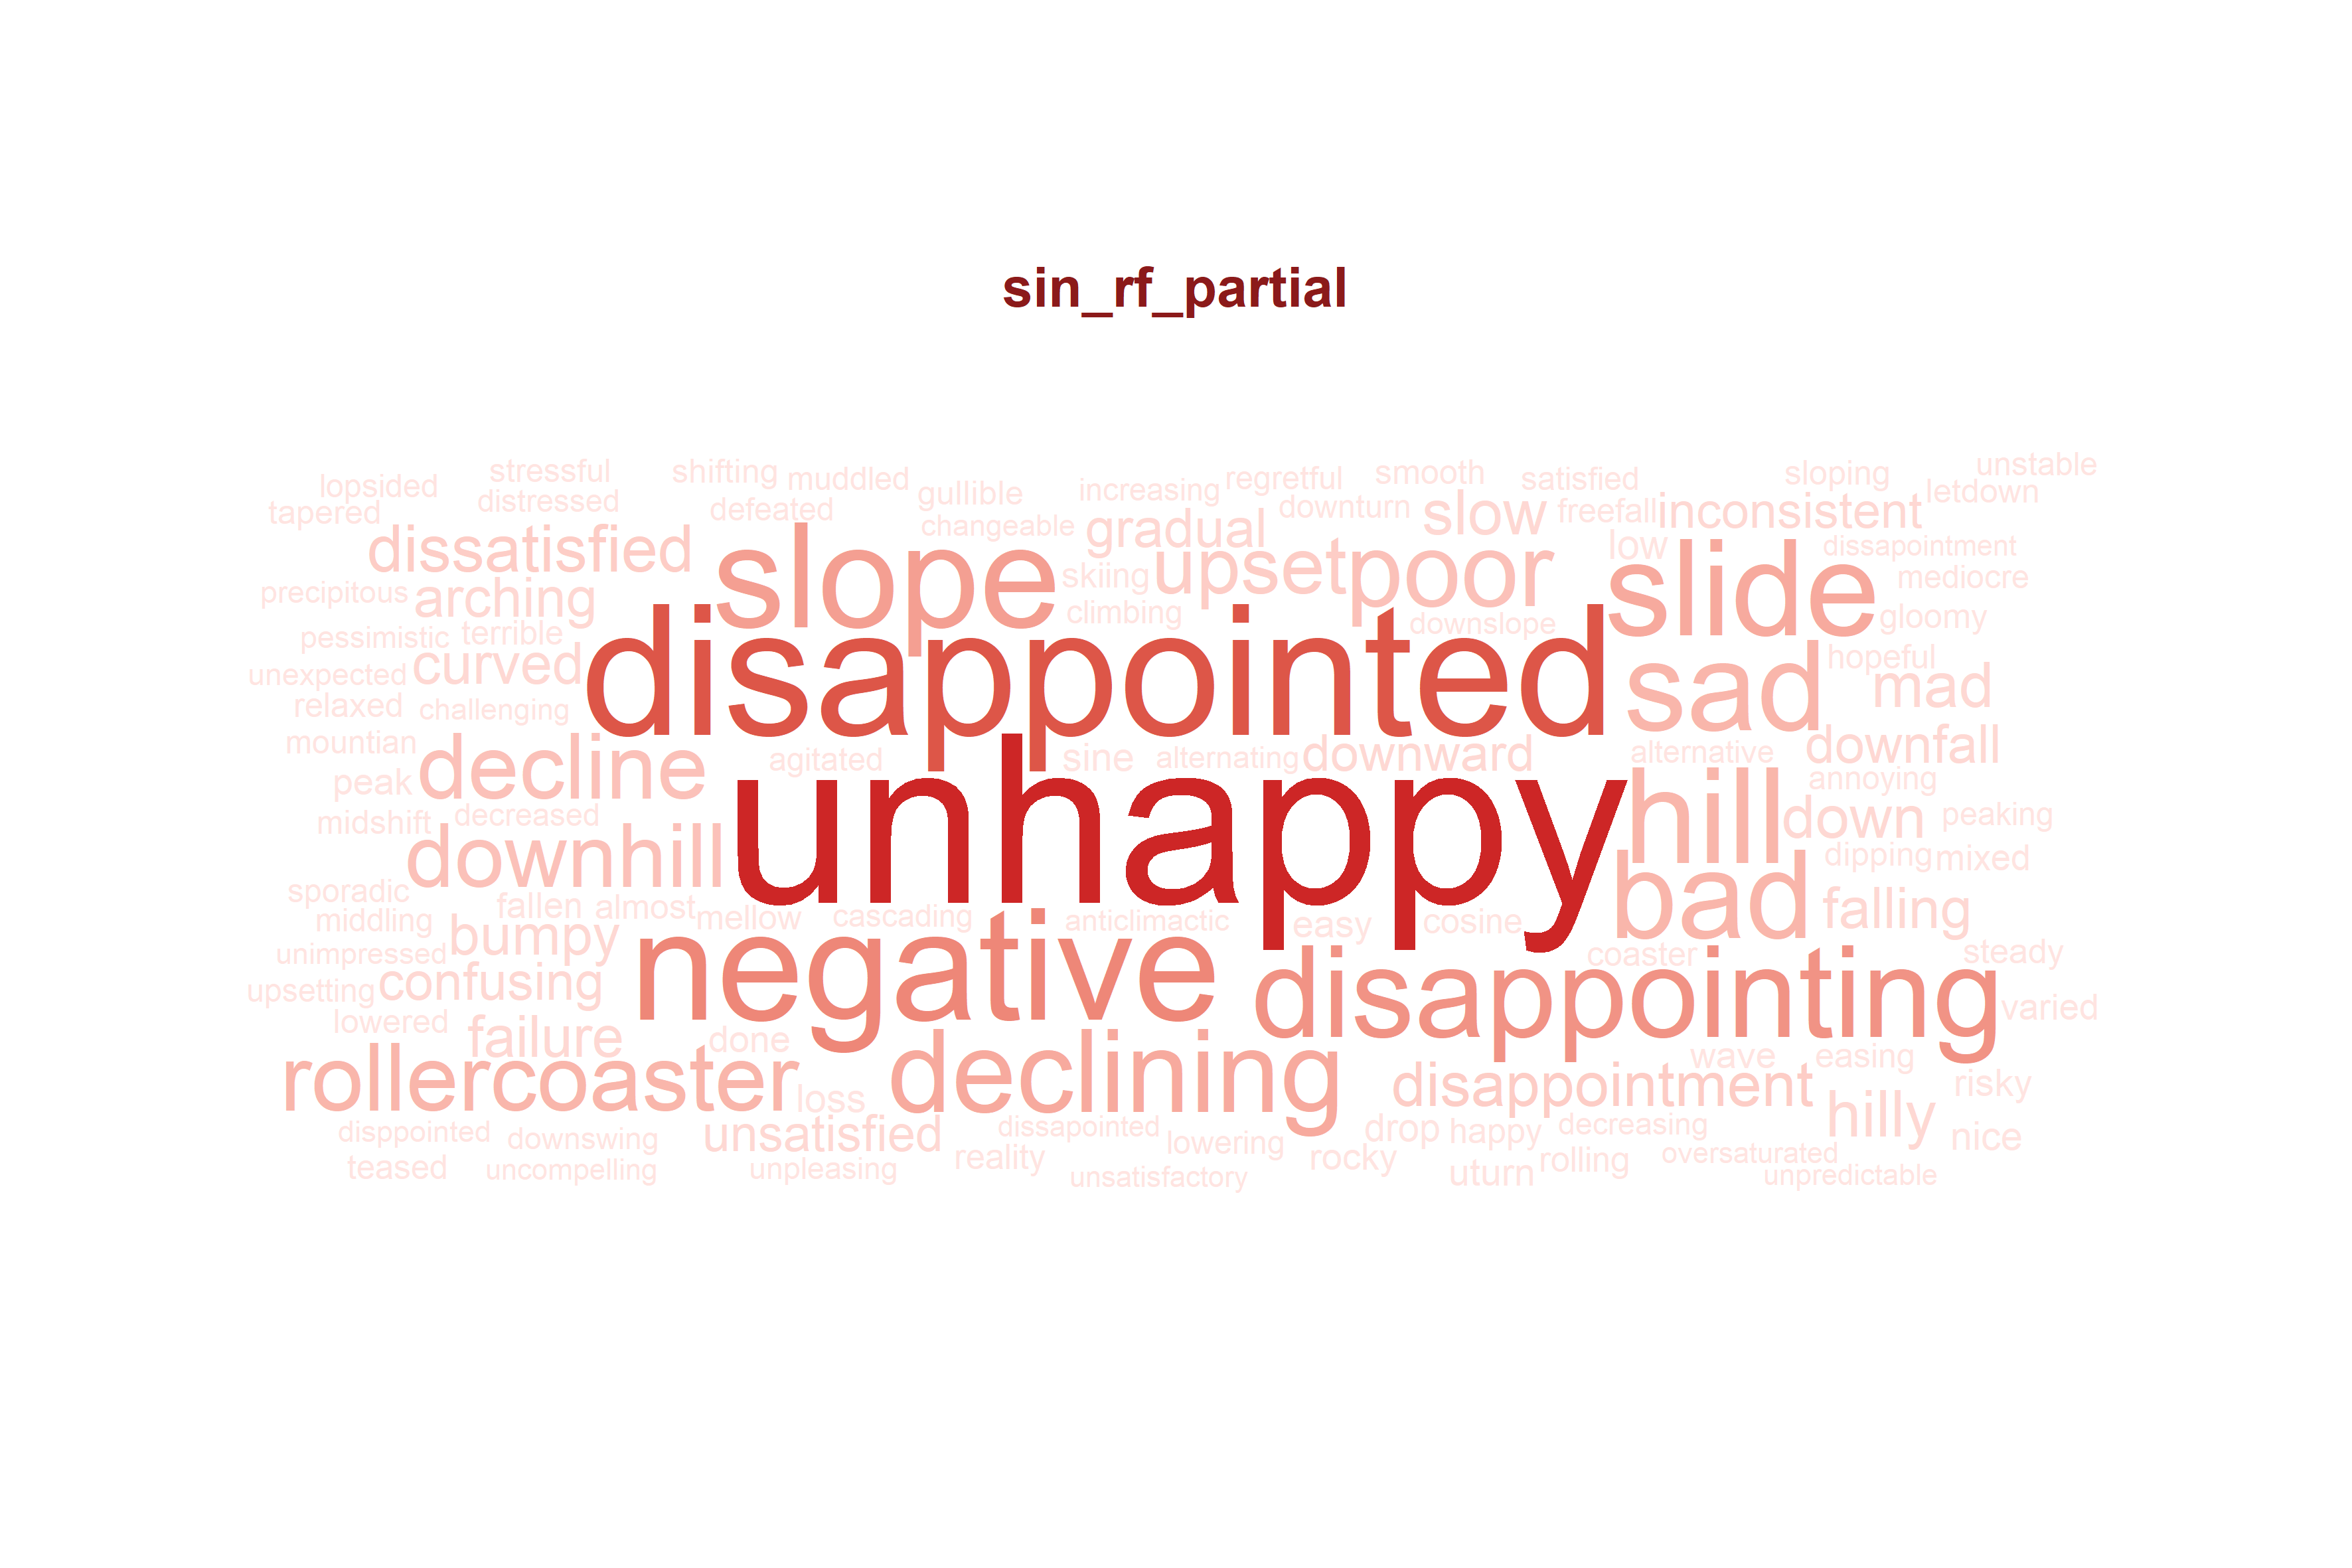 sin_rf_partial
lopsided stressful shifting muddled gullible increasing regretful smooth satisfied sloping unstable
tapered distressed defeated changeable gradual downturn slow freefall inconsistent letdown
dissatisfied slope skiing upset poor low slide dissapointment
precipitous arching climbing downslope mediocre gloomy
pessimistic terrible disappointed sad hopeful
unexpected curved mad
relaxed challenging
mountian decline agitated sine alternating downward alternative downfall
peak unhappy hill annoying
midshift decreased down peaking
downhill bad dipping mixed
sporadic fallen almost mellow cascading anticlimactic easy cosine falling
middling bumpy negative coaster steady
unimpressed disappointing
upsetting confusing varied
lowered failure done declining wave easing
rollercoaster loss disappointment hilly risky
disppointed downswing unsatisfied dissapointed lowering drop happy decreasing nice
teased uncompelling unpleasing reality unsatisfactory rocky uturn rolling oversaturated unpredictable